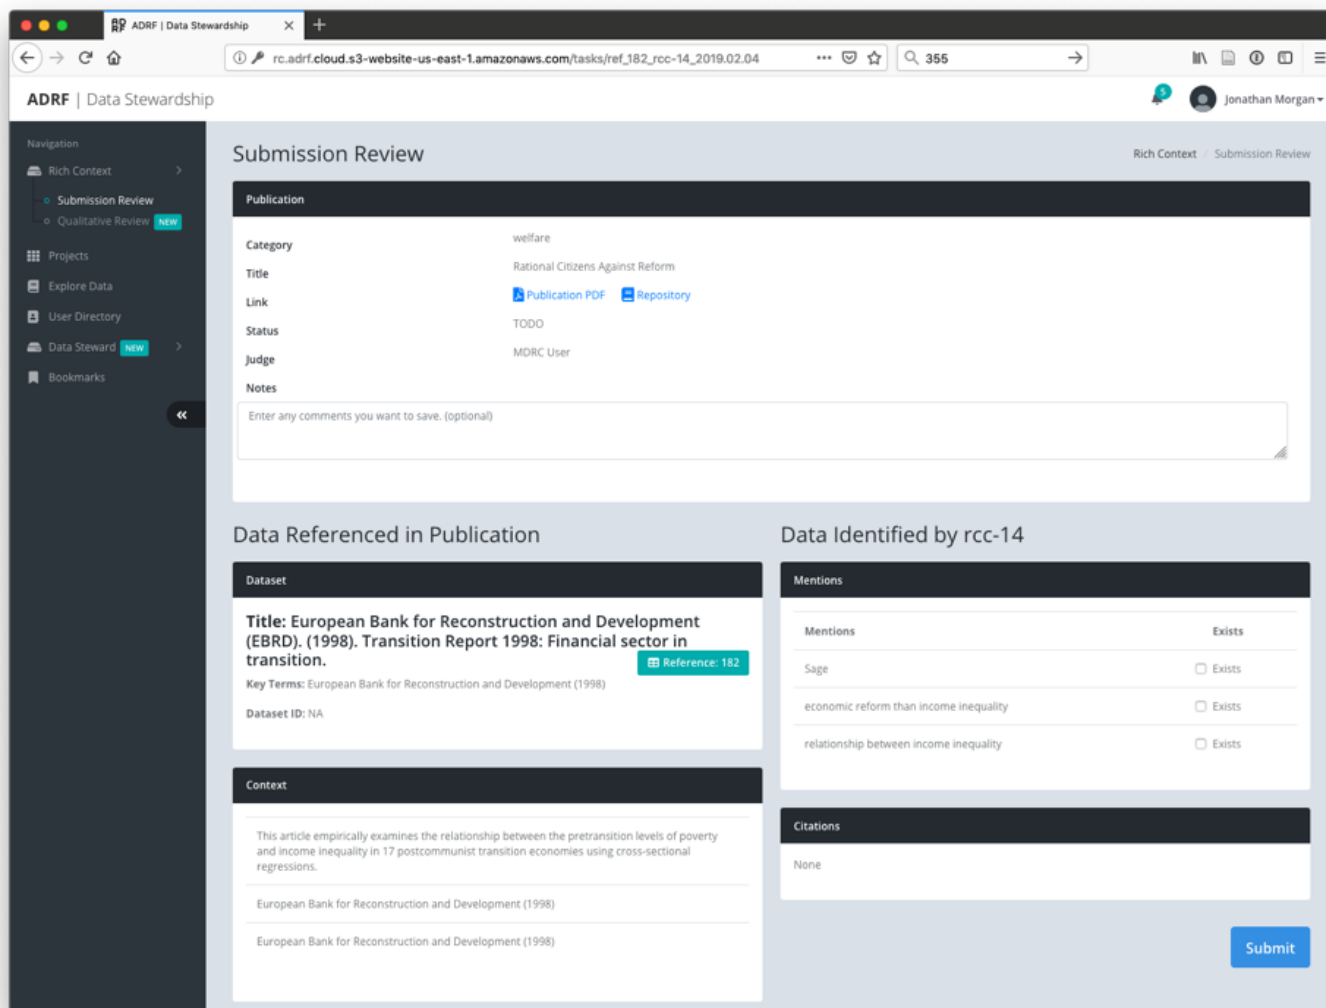 ADRF | Data Stewardship
rc.adrf.cloud.s3-website-us-east-1.amazonaws.com/tasks/ref_182_rcc-14_2019.02.04
355
ADRF | Data Stewardship
5
Jonathan Morgan
Navigation
Rich Context
Submission Review
Qualitative Review NEW
Projects
Explore Data
User Directory
Data Steward NEW
Bookmarks
Submission Review
Rich Context / Submission Review
Publication
Category welfare
Title Rational Citizens Against Reform
Link Publication PDF Repository
Status TODO
Judge MDRC User
Notes
Enter any comments you want to save. (optional)
Data Referenced in Publication
Dataset
Title: European Bank for Reconstruction and Development
(EBRD). (1998). Transition Report 1998: Financial sector in
transition.
Reference: 182
Key Terms: European Bank for Reconstruction and Development (1998)
Dataset ID: NA
Context
This article empirically examines the relationship between the pretransition levels of poverty
and income inequality in 17 postcommunist transition economies using cross-sectional
regressions.
European Bank for Reconstruction and Development (1998)
European Bank for Reconstruction and Development (1998)
Data Identified by rcc-14
Mentions
Mentions Exists
Sage Exists
economic reform than income inequality Exists
relationship between income inequality Exists
Citations
None
Submit